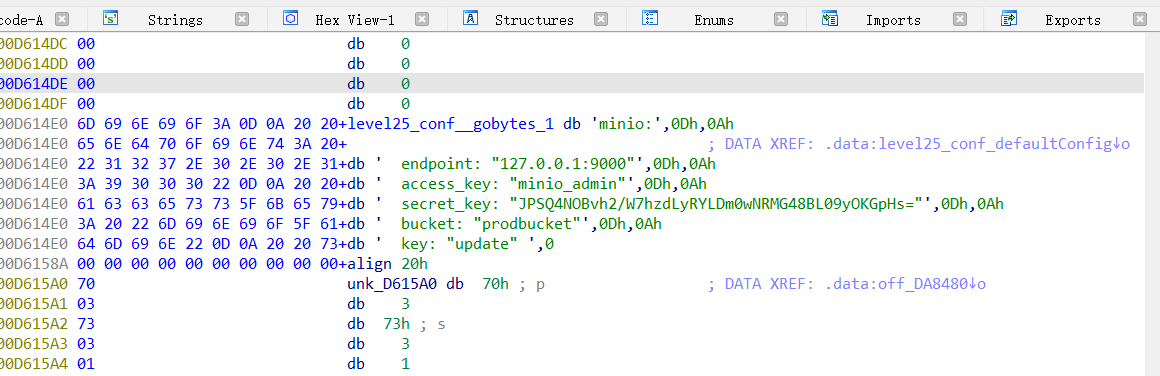 code-A Strings Hex View-1 Structures Enums Imports Exports
00D614DC 00 db 0
00D614DD 00 db 0
00D614DE 00 db 0
00D614DF 00 db 0
00D614E0 6D 69 6E 69 6F 3A 0D 0A 20 20+level25_conf__gobytes_1 db 'minio:',0Dh,0Ah
00D614E0 65 6E 64 70 6F 69 6E 74 3A 20+ ; DATA XREF: .data:level25_conf_defaultConfig↓o
00D614E0 22 31 32 37 2E 30 2E 30 2E 31+db ' endpoint: "127.0.0.1:9000"',0Dh,0Ah
00D614E0 3A 39 30 30 30 22 0D 0A 20 20+db ' access_key: "minio_admin"',0Dh,0Ah
00D614E0 61 63 63 65 73 73 5F 6B 65 79+db ' secret_key: "JPSQ4NOBvh2/W7hzdLyRYLDm0wNRMG48BL09yOKGpHs="',0Dh,0Ah
00D614E0 3A 20 22 6D 69 6E 69 6F 5F 61+db ' bucket: "prodbucket"',0Dh,0Ah
00D614E0 64 6D 69 6E 22 0D 0A 20 20 73+db ' key: "update" ',0
00D6158A 00 00 00 00 00 00 00 00 00 00+align 20h
00D615A0 70 unk_D615A0 db 70h ; p ; DATA XREF: .data:off_DA8480↓o
00D615A1 03 db 3
00D615A2 73 db 73h ; s
00D615A3 03 db 3
00D615A4 01 db 1